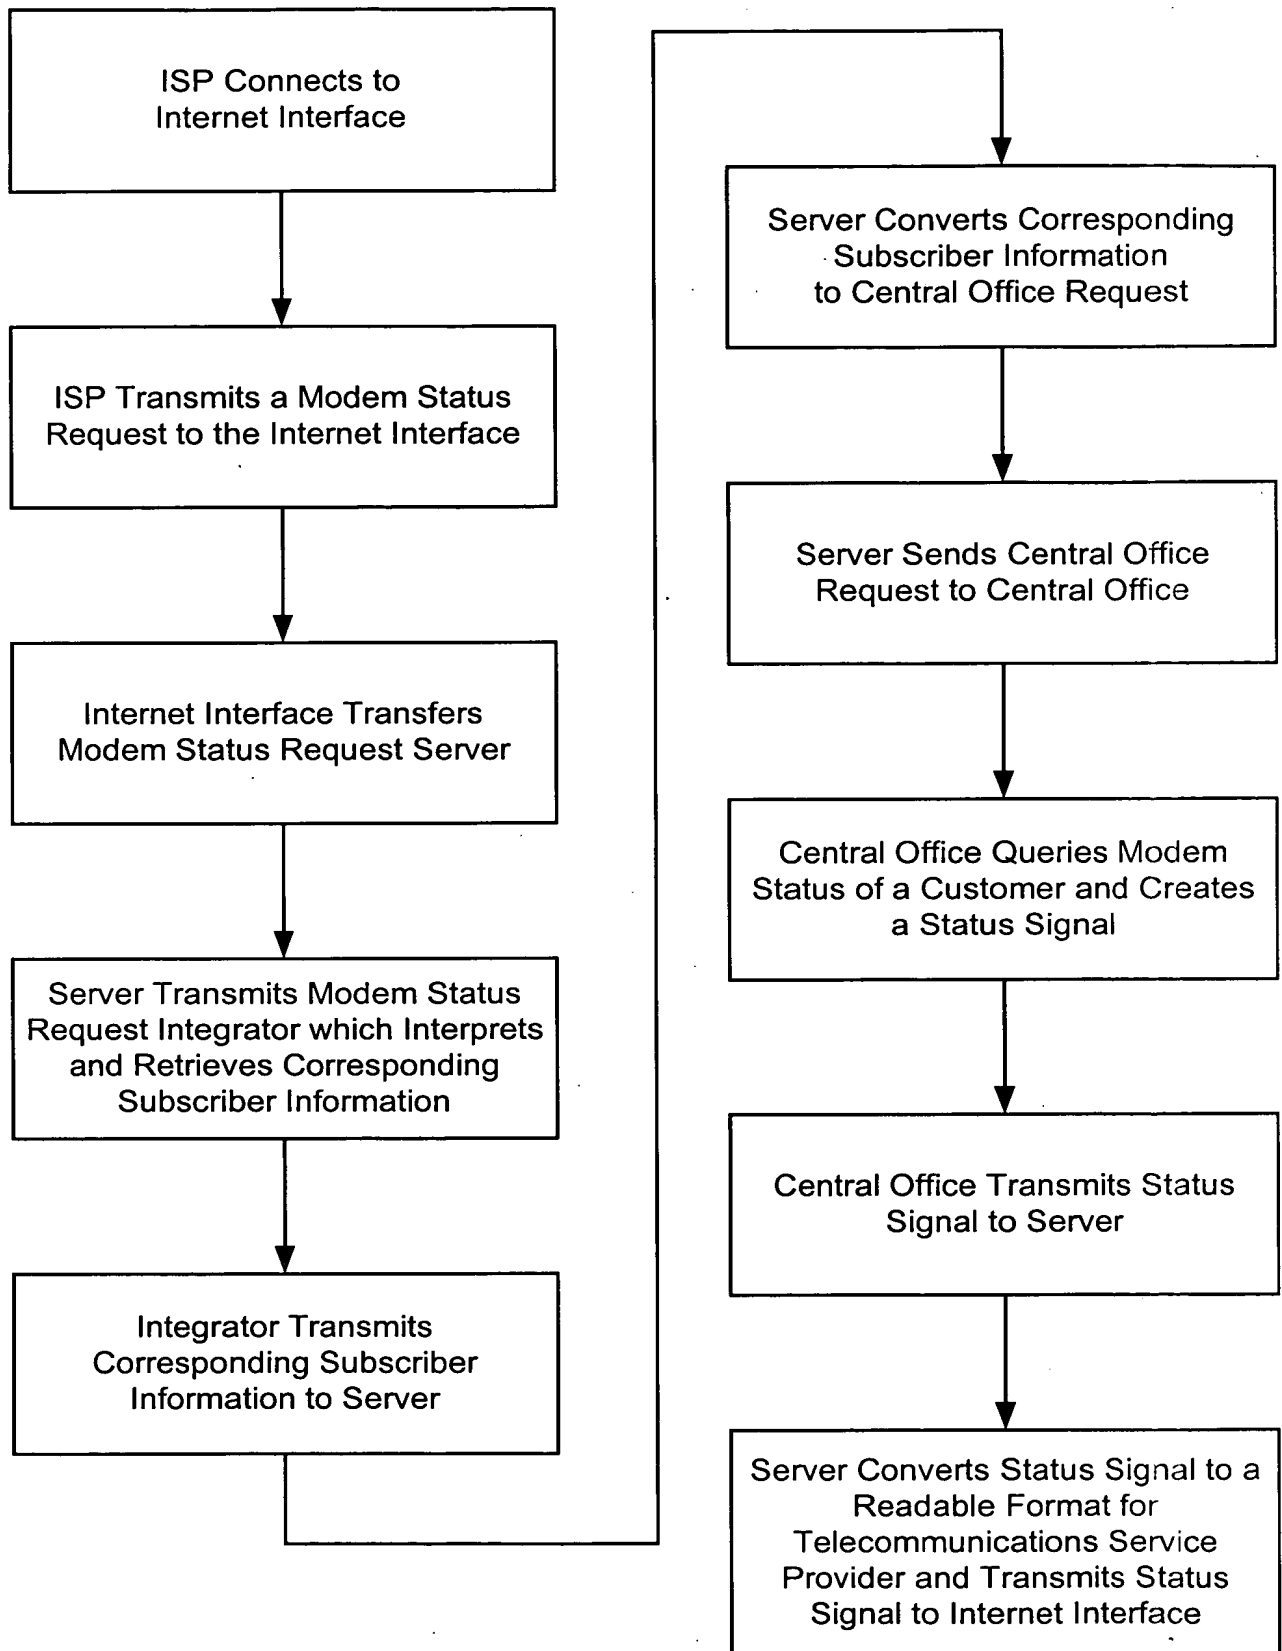 ISP Connects to
Internet Interface
ISP Transmits a Modem Status
Request to the Internet Interface
Internet Interface Transfers
Modem Status Request Server
Server Transmits Modem Status
Request Integrator which Interprets
and Retrieves Corresponding
Subscriber Information
Integrator Transmits
Corresponding Subscriber
Information to Server
Server Converts Corresponding
Subscriber Information
to Central Office Request
Server Sends Central Office
Request to Central Office
Central Office Queries Modem
Status of a Customer and Creates
a Status Signal
Central Office Transmits Status
Signal to Server
Server Converts Status Signal to a
Readable Format for
Telecommunications Service
Provider and Transmits Status
Signal to Internet Interface